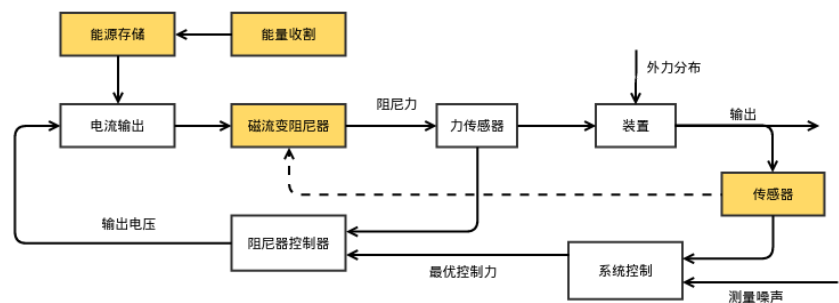 能源存储
能量收割
外力分布
阻尼力
电流输出
磁流变阻尼器
力传感器
装置
输出
传感器
输出电压
阻尼器控制器
最优控制力
系统控制
测量噪声